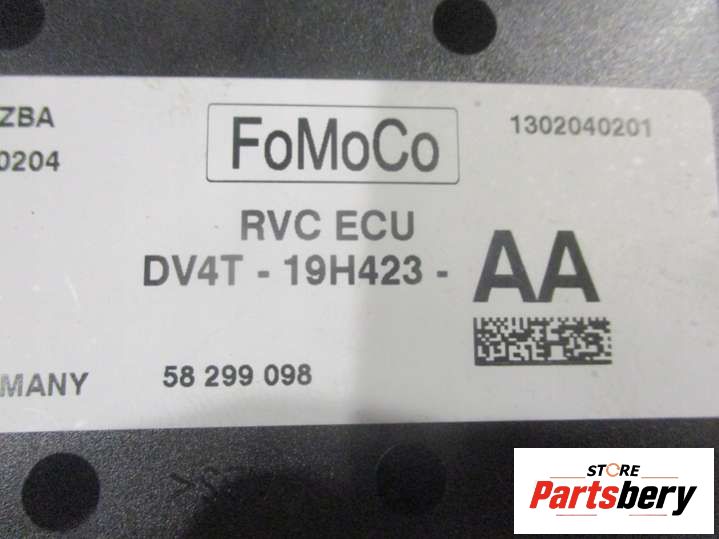 ZBA
0204
FoMoCo
1302040201
RVC ECU
DV4T - 19H423 - AA
MANY
58 299 098
STORE
Partsbery